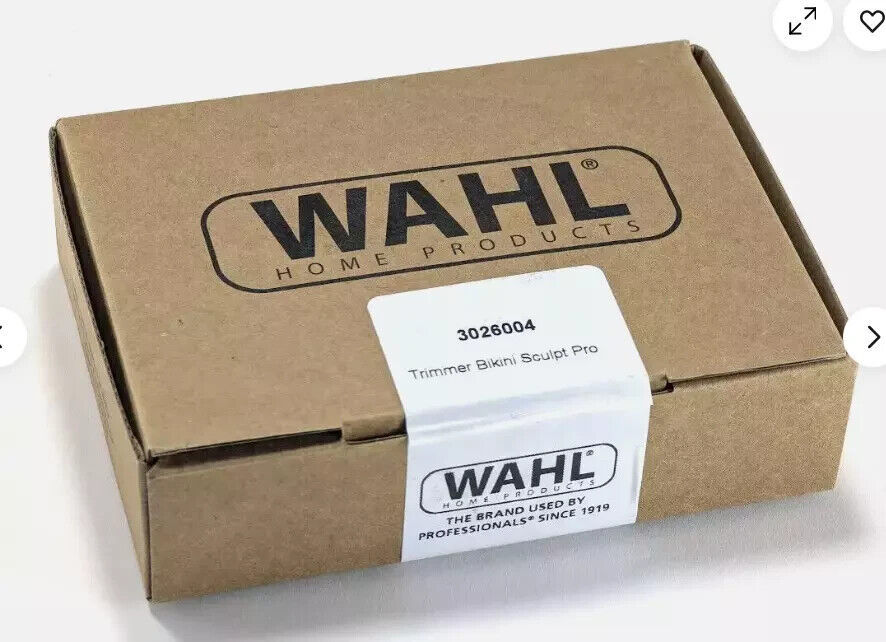 WAHL®
HOME PRODUCTS
3026004
Trimmer Bikini Sculpt Pro
WAHL®
HOME PRODUCTS
THE BRAND USED BY
PROFESSIONALS® SINCE 1919